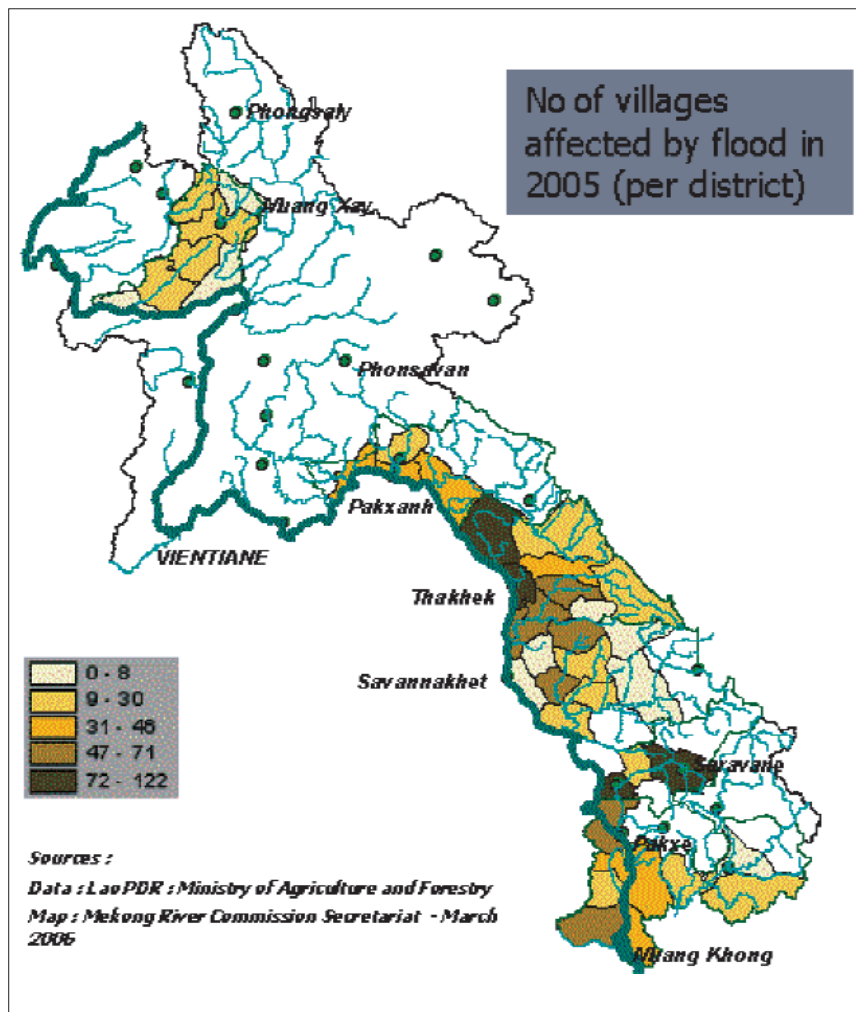 No of villages
affected by flood in
2005 (per district)
Phongsaly
Muang Xay
Phonsavan
Pakxanh
VIENTIANE
Thakhek
Savannakhet
0 - 8
9 - 30
31 - 46
47 - 71
72 - 122
Saravane
Pakxe
Muang Khong
Sources :
Data : Lao PDR : Ministry of Agriculture and Forestry
Map : Mekong River Commission Secretariat - March
2006